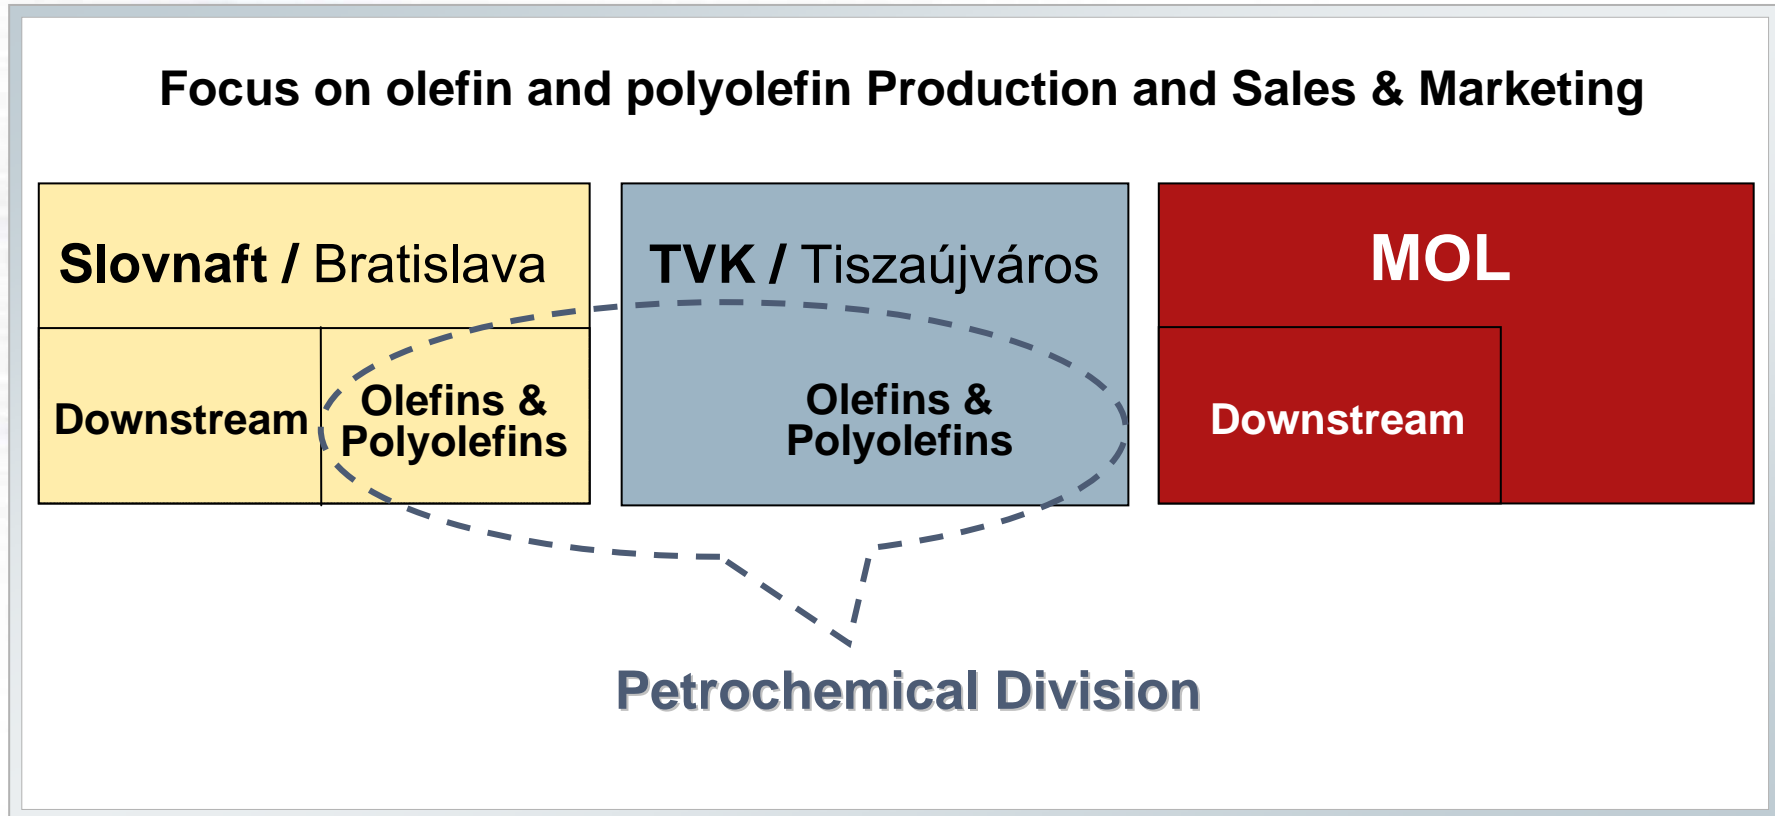 Focus on olefin and polyolefin Production and Sales & Marketing
Slovnaft / Bratislava
Downstream
Olefins &
Polyolefins
TVK / Tiszaújváros
Olefins &
Polyolefins
MOL
Downstream
Petrochemical Division